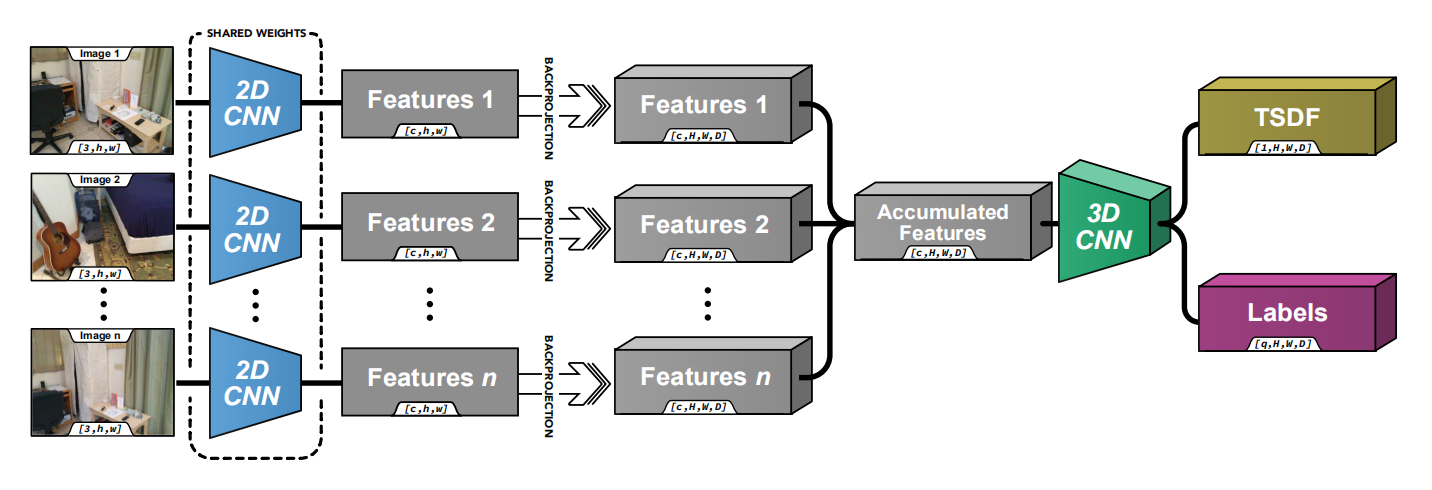 SHARED WEIGHTS
Image 1
[3,h,w]
2D
CNN
Features 1
[c,h,w]
BACKPROJECTION
Features 1
[c,H,W,D]
Image 2
[3,h,w]
2D
CNN
Features 2
[c,h,w]
BACKPROJECTION
Features 2
[c,H,W,D]
Image n
[3,h,w]
2D
CNN
Features n
[c,h,w]
BACKPROJECTION
Features n
[c,H,W,D]
Accumulated
Features
[c,H,W,D]
3D
CNN
TSDF
[1,H,W,D]
Labels
[q,H,W,D]